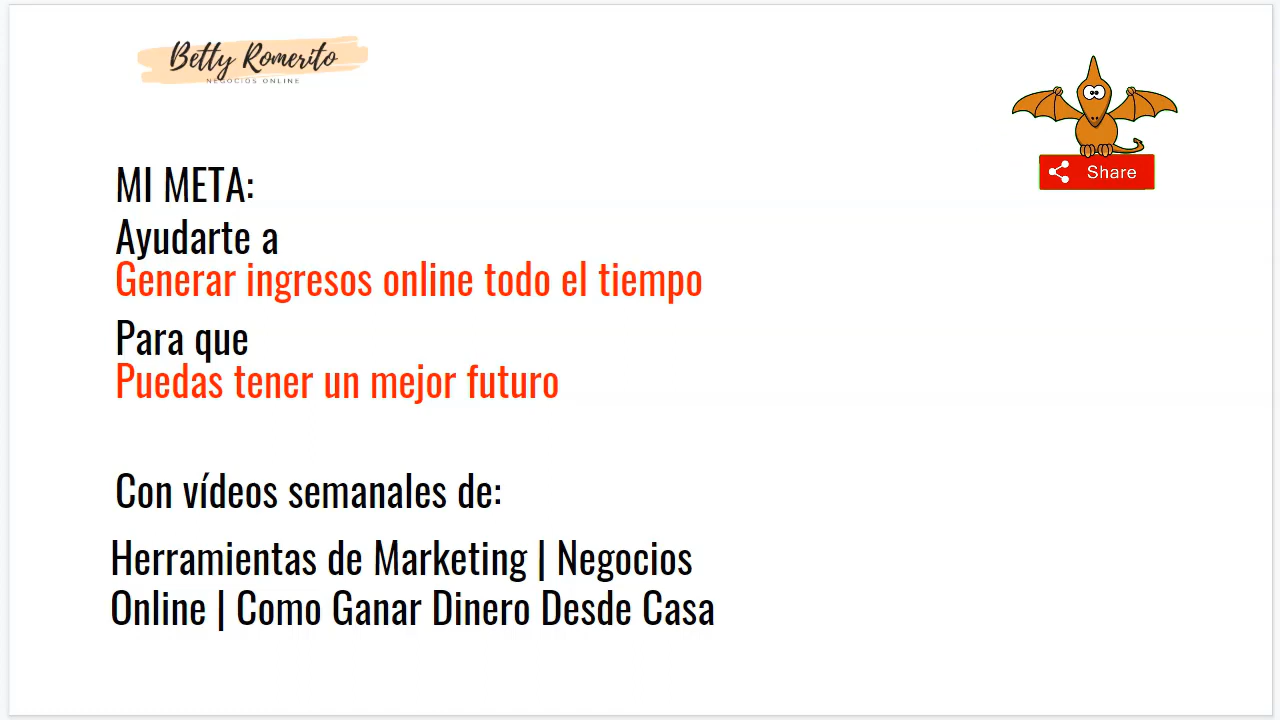 Betty Romerito
NEGOCIOS ONLINE
Share
MI META:
Ayudarte a
Generar ingresos online todo el tiempo
Para que
Puedas tener un mejor futuro
Con vídeos semanales de:
Herramientas de Marketing | Negocios
Online | Como Ganar Dinero Desde Casa